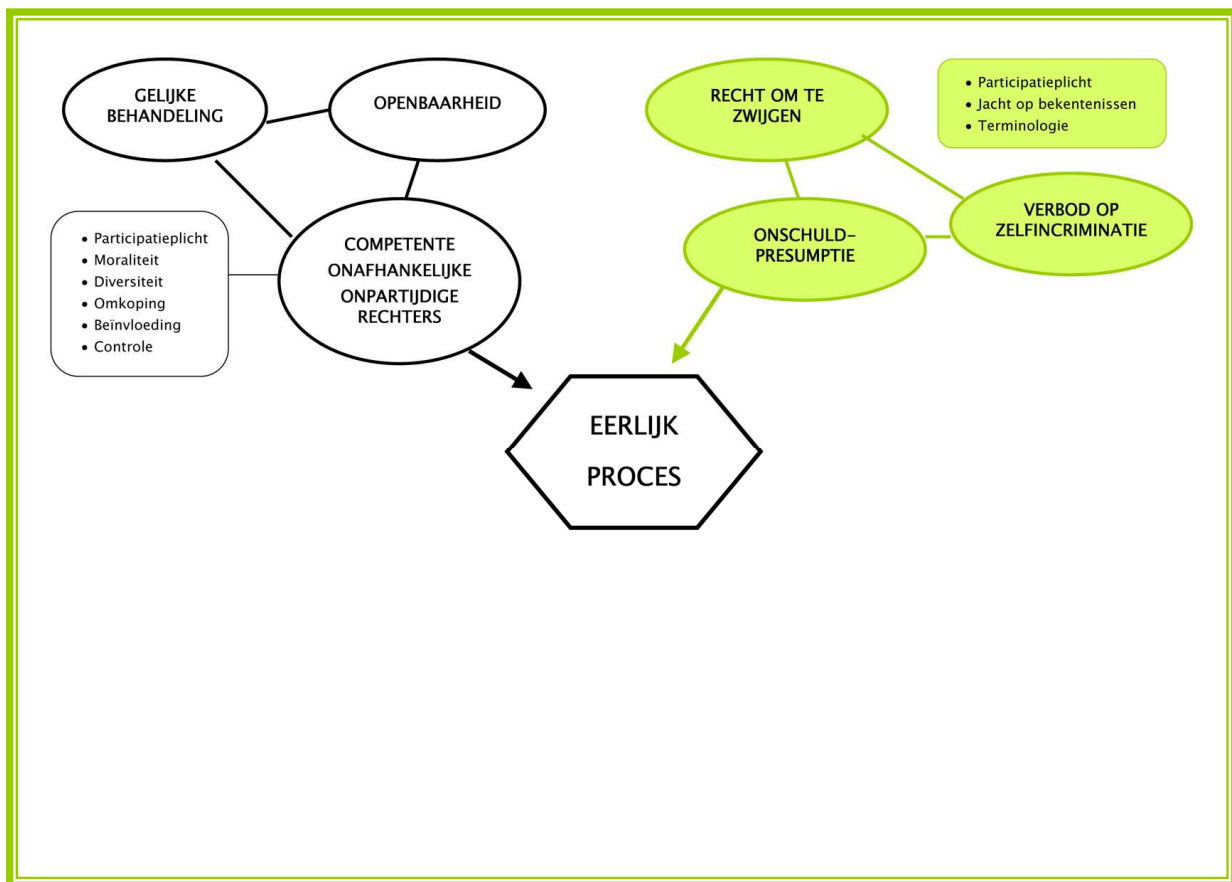 GELIJKE
BEHANDELING
OPENBAARHEID
• Participatieplicht
• Moraliteit
• Diversiteit
• Omkoping
• Beïnvloeding
• Controle
COMPETENTE
ONAFHANKELIJKE
ONPARTIJDIGE
RECHTERS
RECHT OM TE
ZWIJGEN
• Participatieplicht
• Jacht op bekentenissen
• Terminologie
ONSCHULD-
PRESUMPTIE
VERBOD OP
ZELFINCRIMINATIE
EERLIJK
PROCES